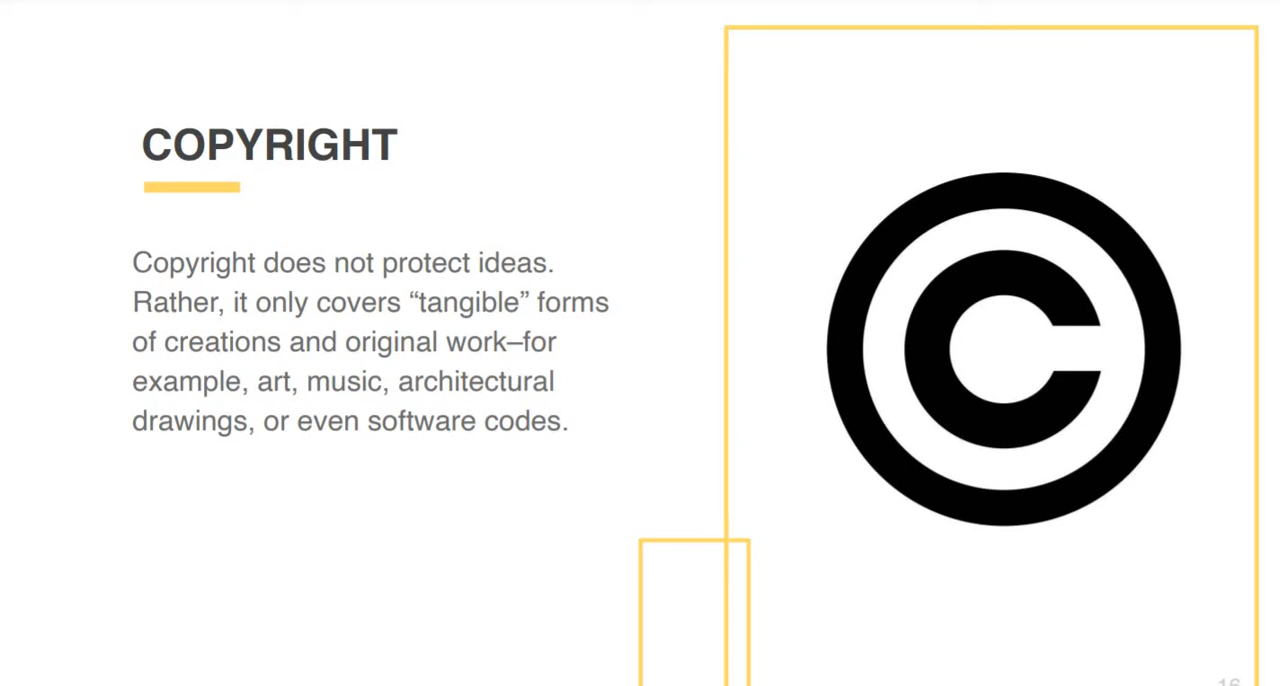 COPYRIGHT
Copyright does not protect ideas.
Rather, it only covers “tangible” forms
of creations and original work–for
example, art, music, architectural
drawings, or even software codes.
©
16